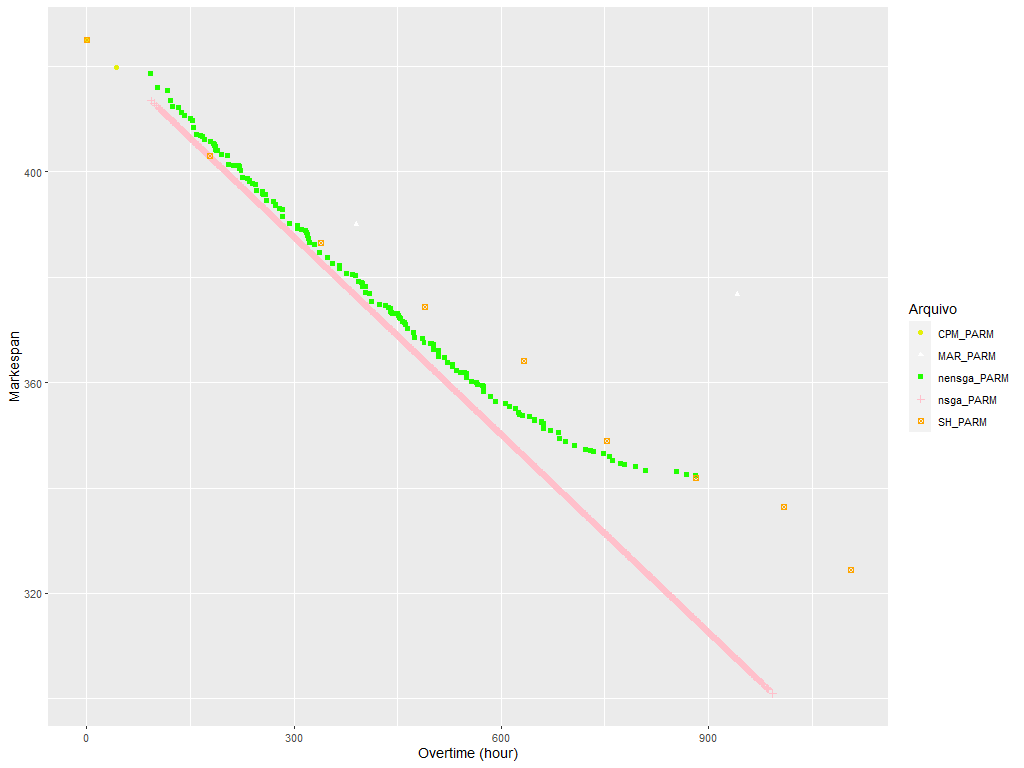 400
360
320
0
300
600
900
Overtime (hour)
Markespan
Arquivo
CPM_PARM
MAR_PARM
nensga_PARM
nsga_PARM
SH_PARM